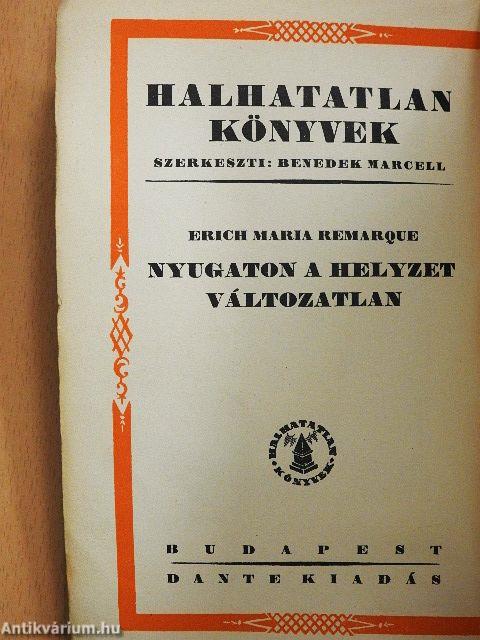 HALHATATLAN
KÖNYVEK
SZERKESZTI: BENEDEK MARCELL
ERICH MARIA REMARQUE
NYUGATON A HELYZET
VÁLTOZATLAN
HALHATATLAN
KÖNYVEK
BUDAPEST
DANTE KIADÁS
Antikvárium.hu